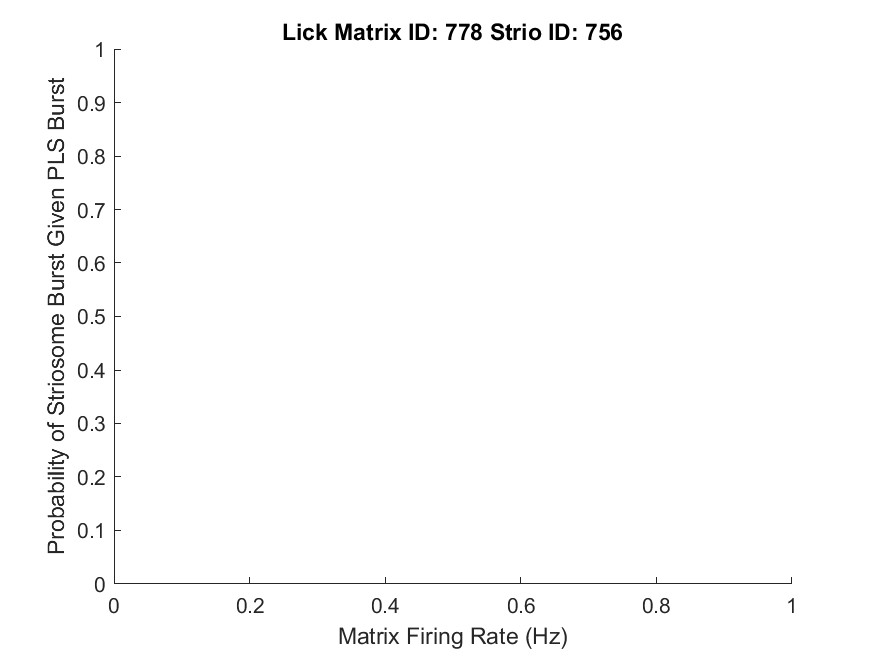 Lick Matrix ID: 778 Strio ID: 756
Probability of Striosome Burst Given PLS Burst
1
0.9
0.8
0.7
0.6
0.5
0.4
0.3
0.2
0.1
0
0 0.2 0.4 0.6 0.8 1
Matrix Firing Rate (Hz)